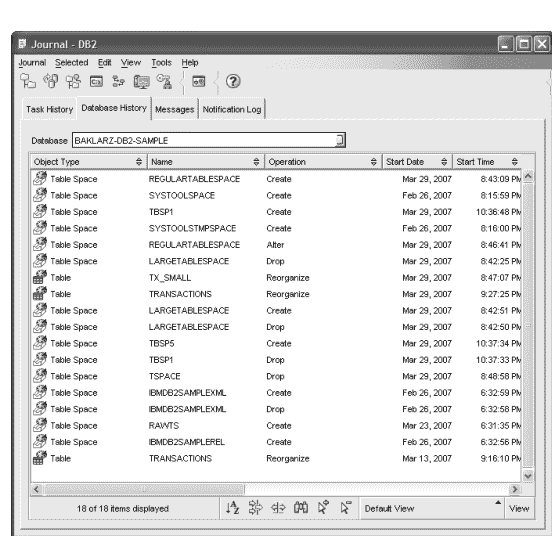 Journal - DB2
Journal Selected Edit View Tools Help
Task History Database History Messages Notification Log
Database BAKLARZ-DB2-SAMPLE
Object Type Name Operation Start Date Start Time
Table Space REGULARTABLESPACE Create Mar 29, 2007 8:43:09 PM
Table Space SYSTOOLSPACE Create Feb 26, 2007 8:15:59 PM
Table Space TBSP1 Create Mar 29, 2007 10:36:48 PM
Table Space SYSTOOLSTMPSPACE Create Feb 26, 2007 8:16:00 PM
Table Space REGULARTABLESPACE Alter Mar 29, 2007 8:46:41 PM
Table Space LARGETABLESPACE Drop Mar 29, 2007 8:42:25 PM
Table TX_SMALL Reorganize Mar 29, 2007 8:47:07 PM
Table TRANSACTIONS Reorganize Mar 29, 2007 9:27:25 PM
Table Space LARGETABLESPACE Create Mar 29, 2007 8:42:51 PM
Table Space LARGETABLESPACE Drop Mar 29, 2007 8:42:50 PM
Table Space TBSP5 Create Mar 29, 2007 10:37:34 PM
Table Space TBSP1 Drop Mar 29, 2007 10:37:33 PM
Table Space TSPACE Drop Mar 29, 2007 8:48:58 PM
Table Space IBMDB2SAMPLEXML Create Feb 26, 2007 6:32:59 PM
Table Space IBMDB2SAMPLEXML Drop Feb 26, 2007 6:32:58 PM
Table Space RAVVTS Create Mar 23, 2007 6:31:35 PM
Table Space IBMDB2SAMPLEREL Create Feb 26, 2007 6:32:56 PM
Table TRANSACTIONS Reorganize Mar 13, 2007 9:16:10 PM
18 of 18 items displayed Default View View